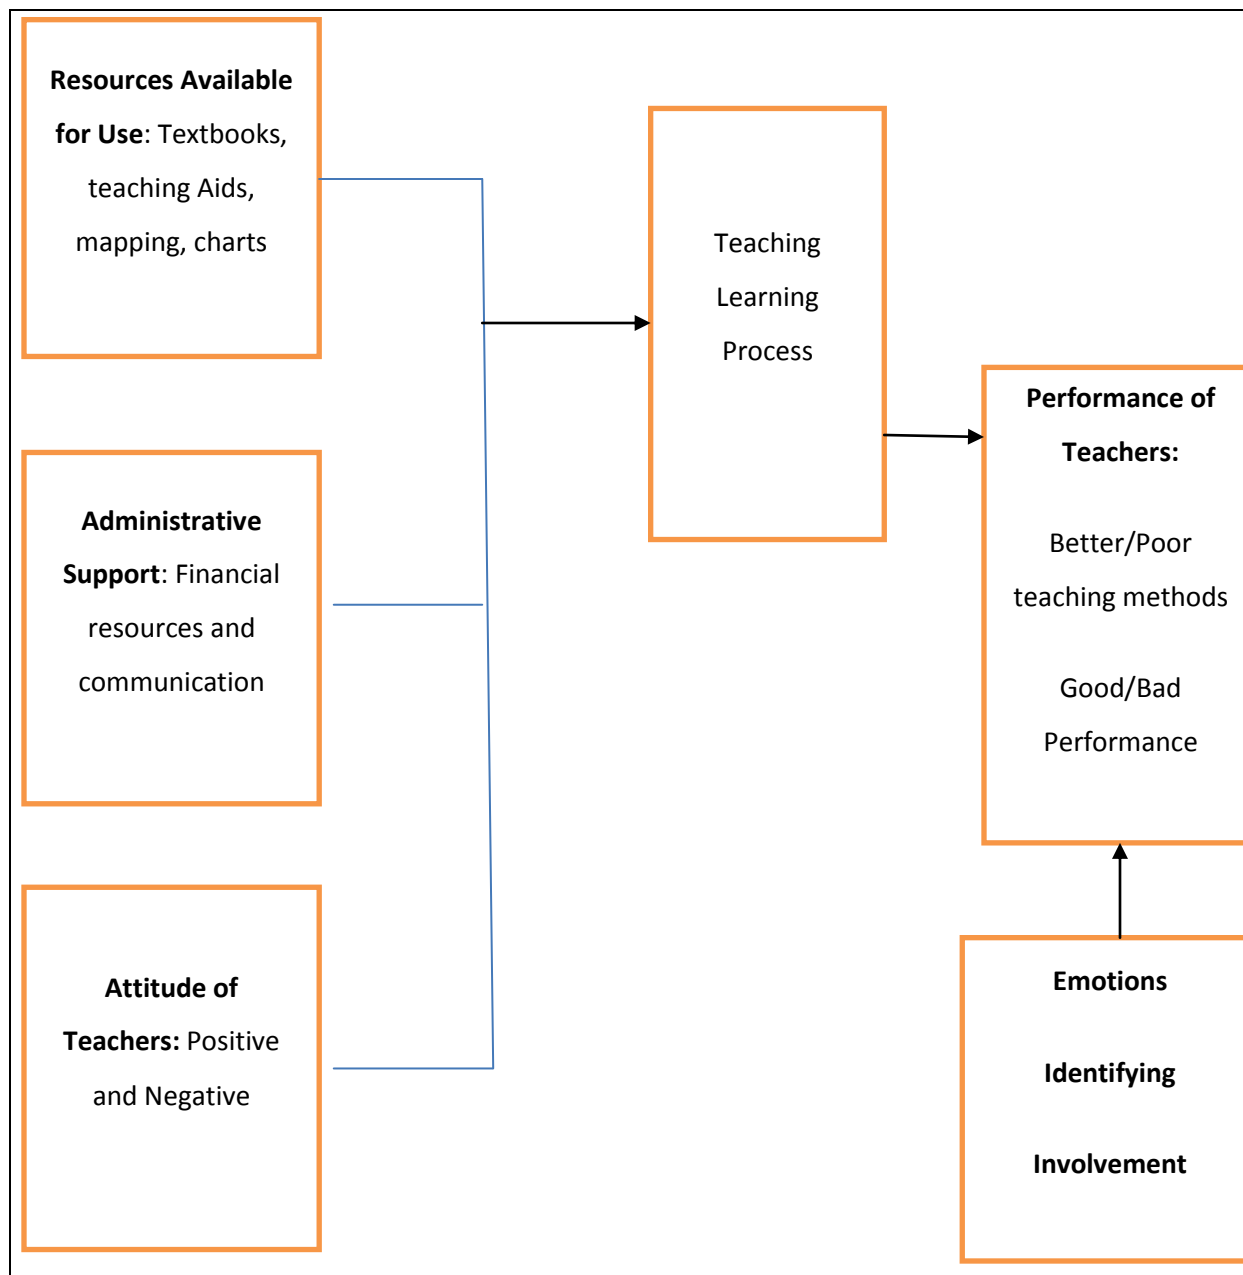 Resources Available
for Use: Textbooks,
teaching Aids,
mapping, charts
Administrative
Support: Financial
resources and
communication
Attitude of
Teachers: Positive
and Negative
Teaching
Learning
Process
Performance of
Teachers:
Better/Poor
teaching methods
Good/Bad
Performance
Emotions
Identifying
Involvement